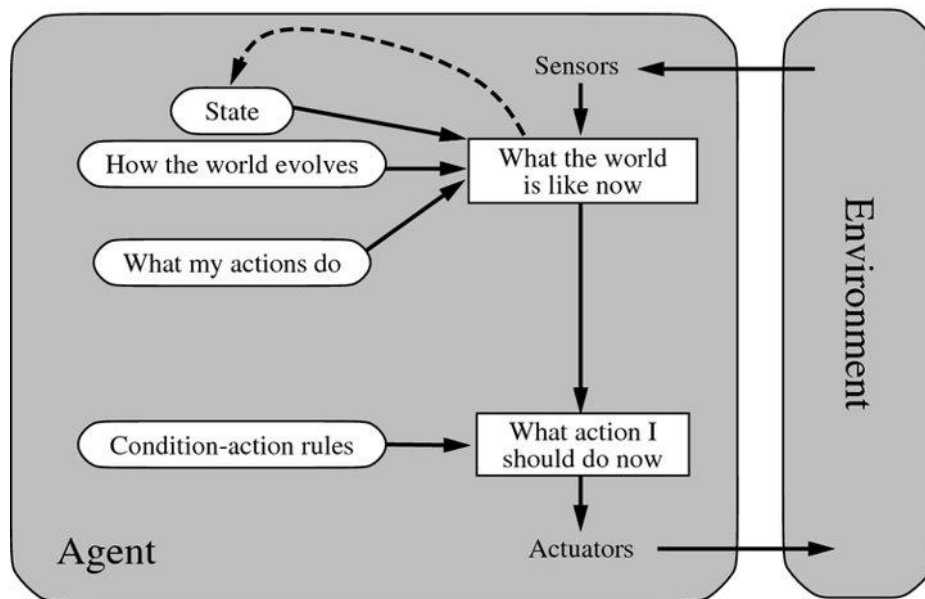 Sensors
State
How the world evolves
What the world
is like now
What my actions do
Environment
Condition-action rules
What action I
should do now
Agent
Actuators